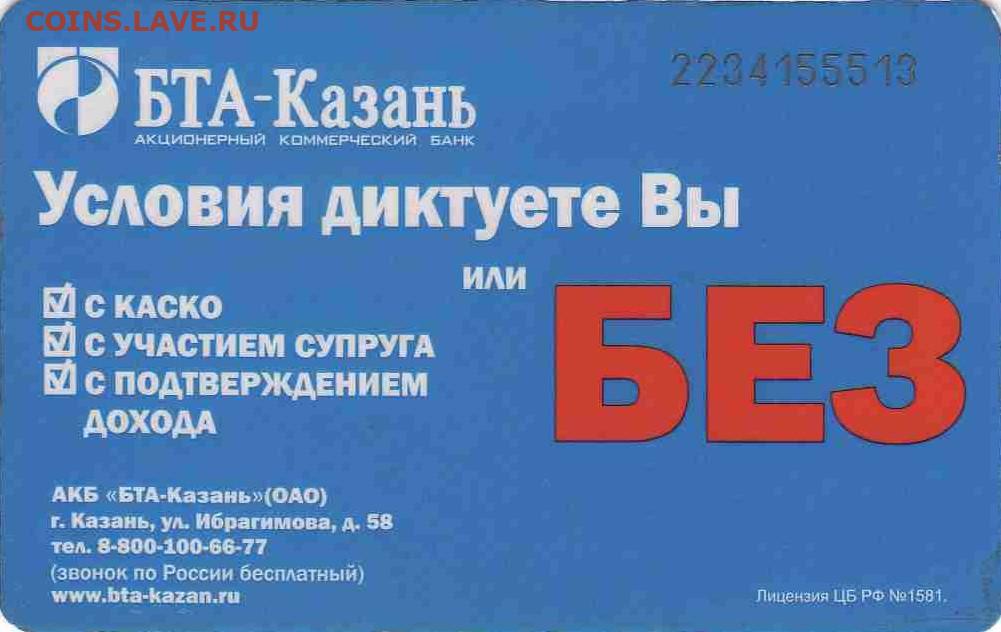 COINS.LAVE.RU
2234155513
БТА-Казань
АКЦИОНЕРНЫЙ КОММЕРЧЕСКИЙ БАНК
Условия диктуете Вы
или
БЕЗ
С КАСКО
С УЧАСТИЕМ СУПРУГА
С ПОДТВЕРЖДЕНИЕМ
ДОХОДА
АКБ «БТА-Казань»(ОАО)
г. Казань, ул. Ибрагимова, д. 58
тел. 8-800-100-66-77
(звонок по России бесплатный)
www.bta-kazan.ru
Лицензия ЦБ РФ №1581.